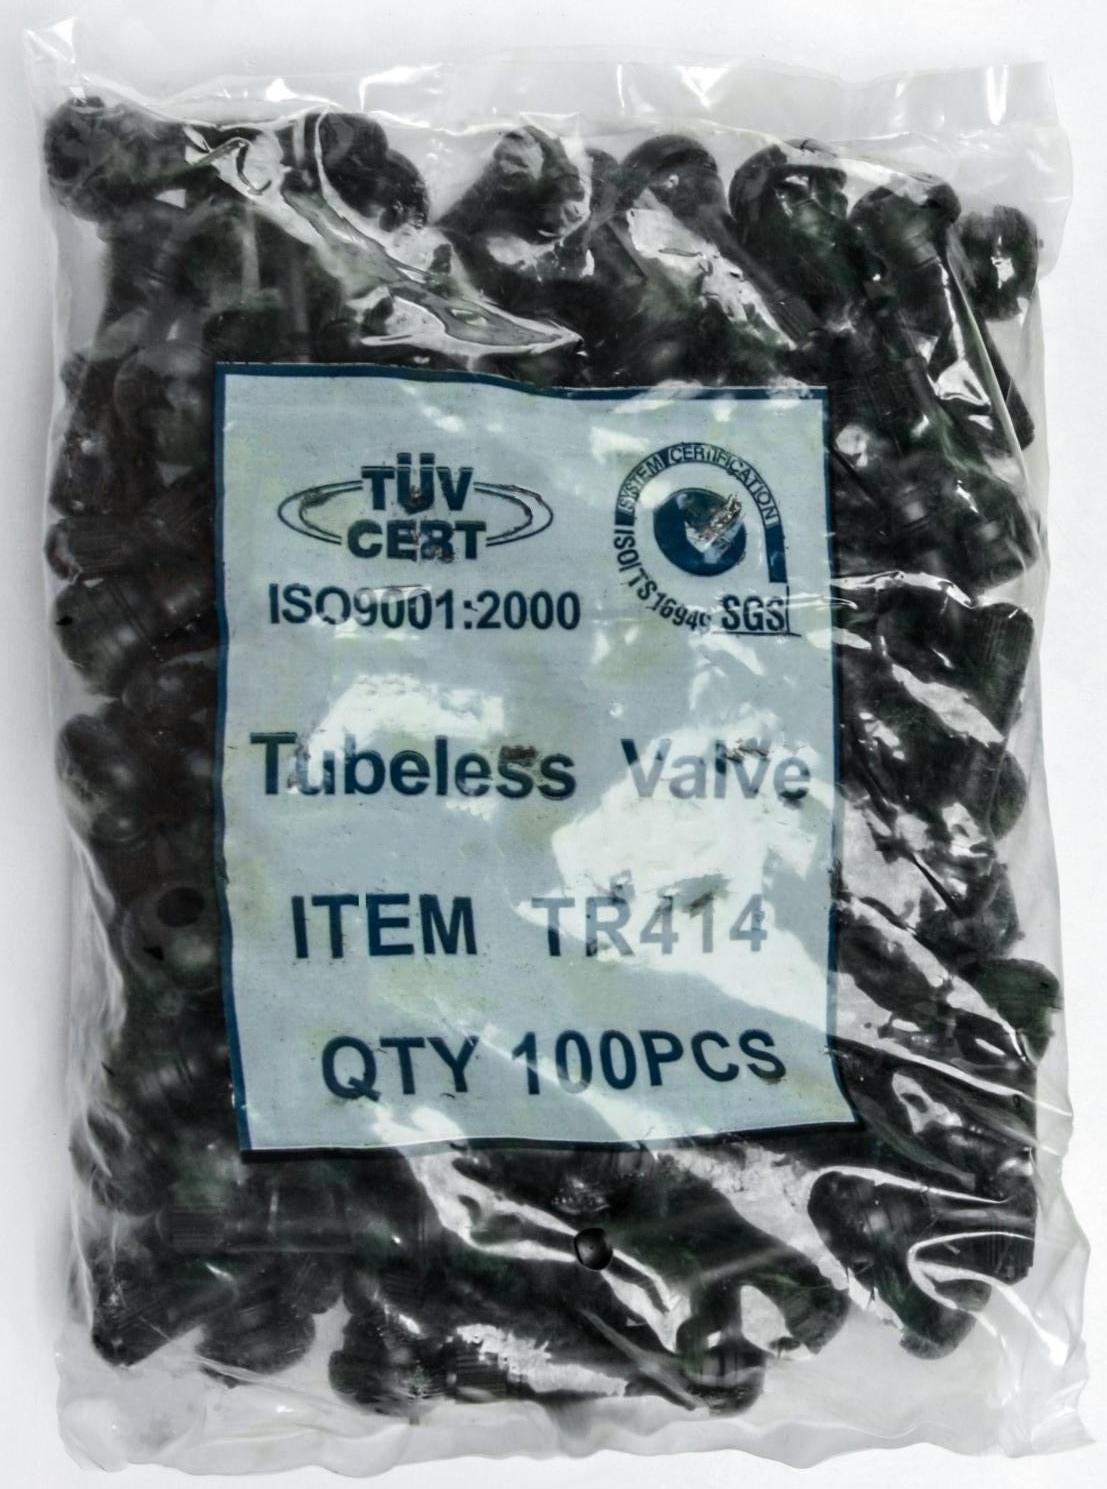 TÜV
CERT
SYSTEM CERTIFICATION
ISO/TS 16949
SGS
ISO9001:2000
Tubeless Valve
ITEM TR414
QTY 100PCS